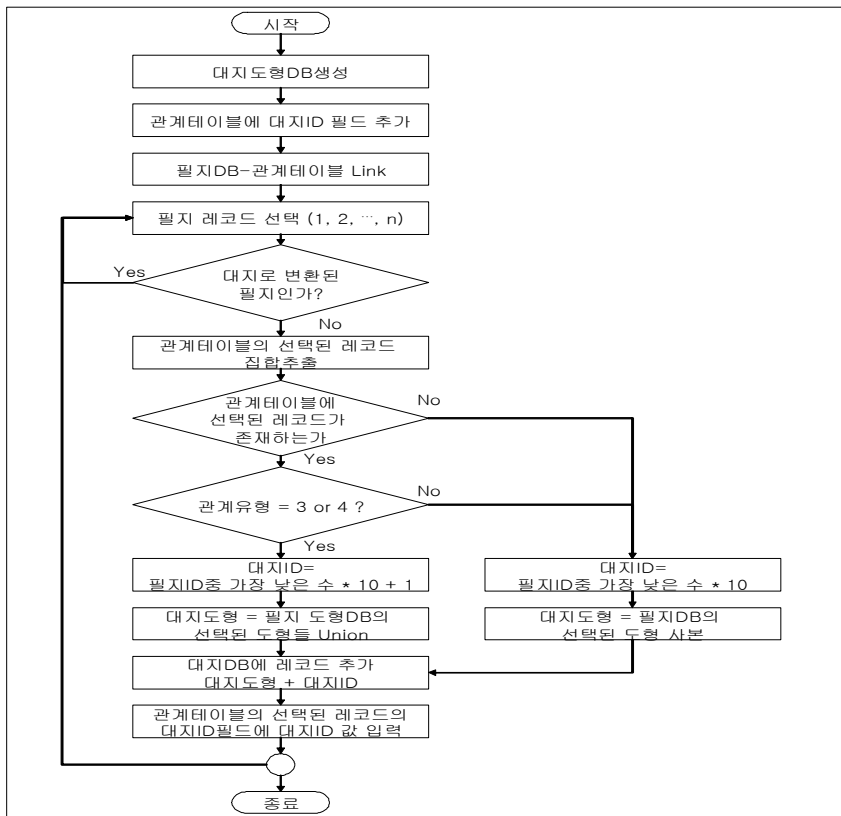 시작
대지도형DB생성
관계테이블에 대지ID 필드 추가
필지DB-관계테이블 Link
필지 레코드 선택 (1, 2, …, n)
Yes
대지로 변환된
필지인가?
No
관계테이블의 선택된 레코드
집합추출
관계테이블에
선택된 레코드가
존재하는가
No
Yes
관계유형 = 3 or 4 ?
No
Yes
대지ID=
필지ID중 가장 낮은 수 * 10 + 1
대지ID=
필지ID중 가장 낮은 수 * 10
대지도형 = 필지 도형DB의
선택된 도형들 Union
대지도형 = 필지DB의
선택된 도형 사본
대지DB에 레코드 추가
대지도형 + 대지ID
관계테이블의 선택된 레코드의
대지ID필드에 대지ID 값 입력
종료